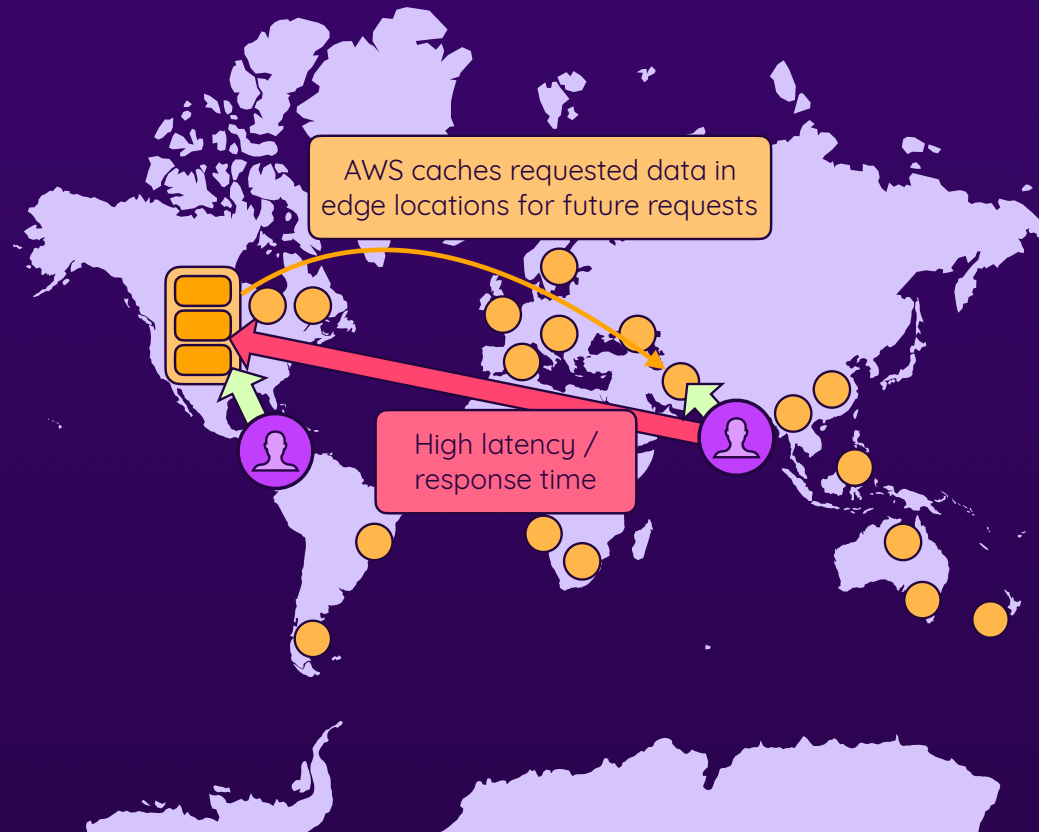 AWS caches requested data in
edge locations for future requests
High latency /
response time